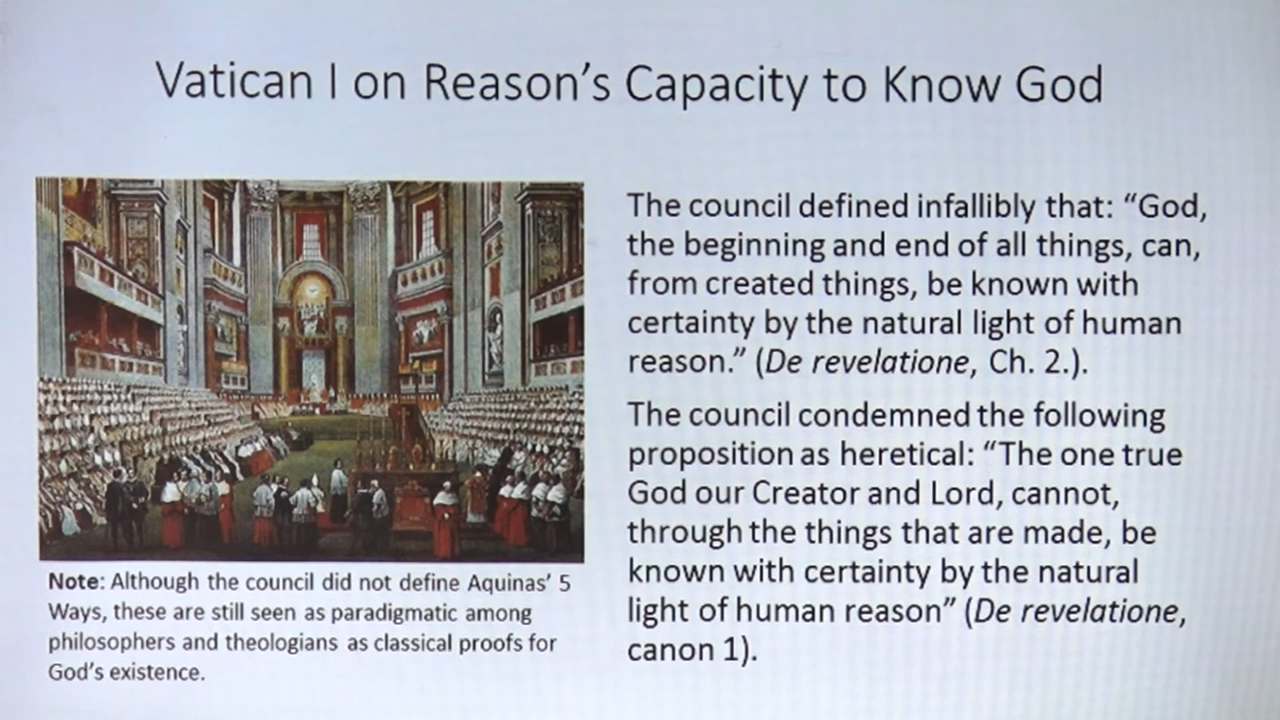 Vatican I on Reason's Capacity to Know God
The council defined infallibly that: “God,
the beginning and end of all things, can,
from created things, be known with
certainty by the natural light of human
reason.” (De revelatione, Ch. 2.).
The council condemned the following
proposition as heretical: “The one true
God our Creator and Lord, cannot,
through the things that are made, be
known with certainty by the natural
light of human reason” (De revelatione,
canon 1).
Note: Although the council did not define Aquinas’ 5
Ways, these are still seen as paradigmatic among
philosophers and theologians as classical proofs for
God’s existence.